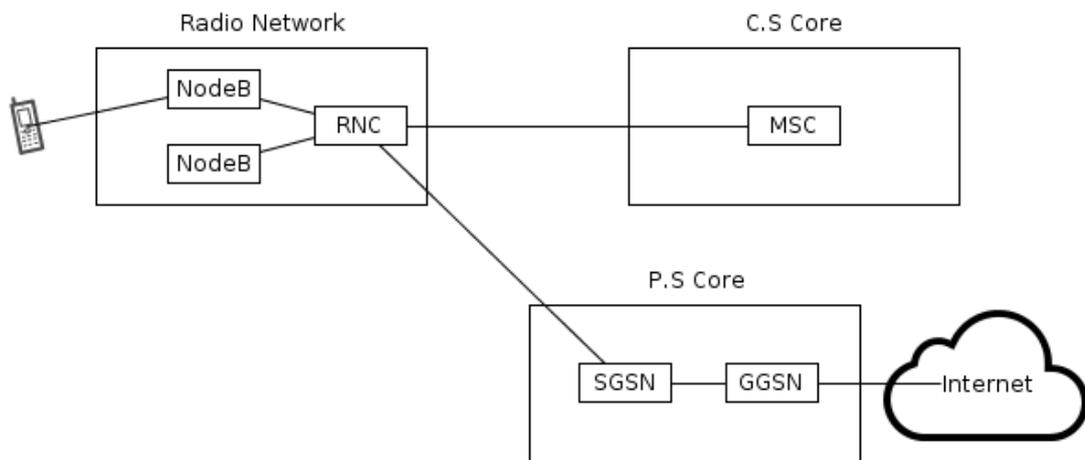 Radio Network
C.S Core
NodeB
RNC
MSC
NodeB
P.S Core
SGSN
GGSN
Internet